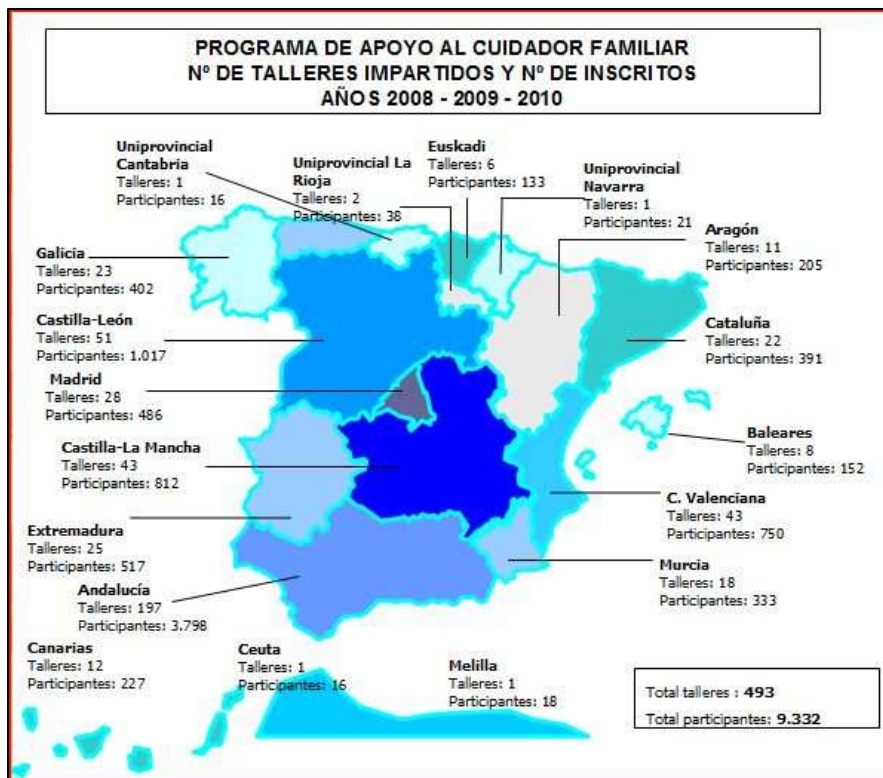 PROGRAMA DE APOYO AL CUIDADOR FAMILIAR
Nº DE TALLERES IMPARTIDOS Y Nº DE INSCRITOS
AÑOS 2008 - 2009 - 2010
Uniprovincial
Cantabria
Talleres: 1
Participantes: 16
Uniprovincial La
Rioja
Talleres: 2
Participantes: 38
Euskadi
Talleres: 6
Participantes: 133
Uniprovincial
Navarra
Talleres: 1
Participantes: 21
Aragón
Talleres: 11
Participantes: 205
Galicia
Talleres: 23
Participantes: 402
Cataluña
Talleres: 22
Participantes: 391
Castilla-León
Talleres: 51
Participantes: 1.017
Madrid
Talleres: 28
Participantes: 486
Baleares
Talleres: 8
Participantes: 152
Castilla-La Mancha
Talleres: 43
Participantes: 812
C. Valenciana
Talleres: 43
Participantes: 750
Extremadura
Talleres: 25
Participantes: 517
Murcia
Talleres: 18
Participantes: 333
Andalucía
Talleres: 197
Participantes: 3.798
Canarias
Talleres: 12
Participantes: 227
Ceuta
Talleres: 1
Participantes: 16
Melilla
Talleres: 1
Participantes: 18
Total talleres : 493
Total participantes: 9.332